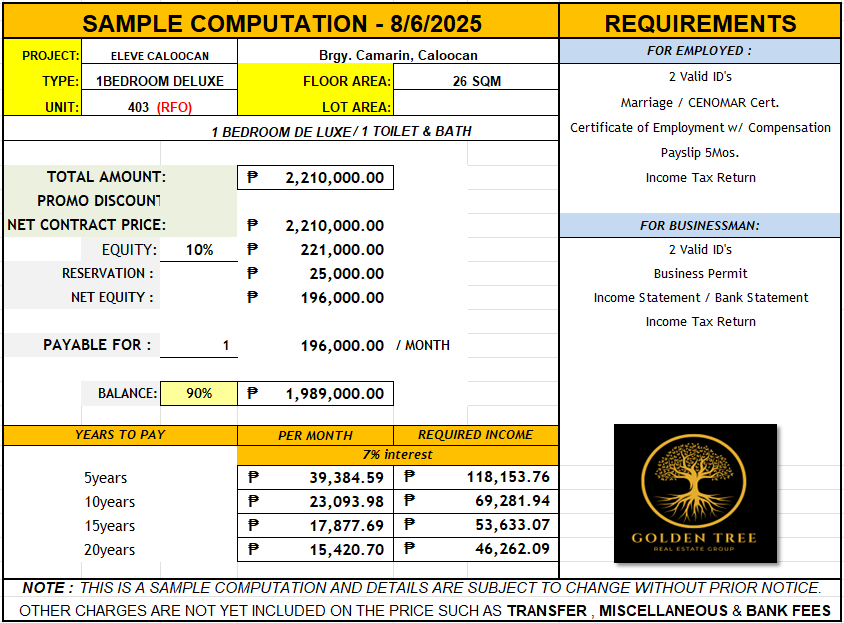 SAMPLE COMPUTATION - 8/6/2025
PROJECT: ELEVE CALOOCAN Brgy. Camarin, Caloocan
TYPE: 1BEDROOM DELUXE FLOOR AREA: 26 SQM
UNIT: 403 (RFO) LOT AREA:
1 BEDROOM DE LUXE/ 1 TOILET & BATH
TOTAL AMOUNT: ₱ 2,210,000.00
PROMO DISCOUNT
NET CONTRACT PRICE: ₱ 2,210,000.00
EQUITY: 10% ₱ 221,000.00
RESERVATION : ₱ 25,000.00
NET EQUITY : ₱ 196,000.00
PAYABLE FOR : 1 196,000.00 / MONTH
BALANCE: 90% ₱ 1,989,000.00
YEARS TO PAY PER MONTH REQUIRED INCOME
7% interest
5years ₱ 39,384.59 ₱ 118,153.76
10years ₱ 23,093.98 ₱ 69,281.94
15years ₱ 17,877.69 ₱ 53,633.07
20years ₱ 15,420.70 ₱ 46,262.09
REQUIREMENTS
FOR EMPLOYED :
2 Valid ID's
Marriage / CENOMAR Cert.
Certificate of Employment w/ Compensation
Payslip 5Mos.
Income Tax Return
FOR BUSINESSMAN:
2 Valid ID's
Business Permit
Income Statement / Bank Statement
Income Tax Return
GOLDEN TREE
REAL ESTATE GROUP
NOTE : THIS IS A SAMPLE COMPUTATION AND DETAILS ARE SUBJECT TO CHANGE WITHOUT PRIOR NOTICE.
OTHER CHARGES ARE NOT YET INCLUDED ON THE PRICE SUCH AS TRANSFER , MISCELLANEOUS & BANK FEES